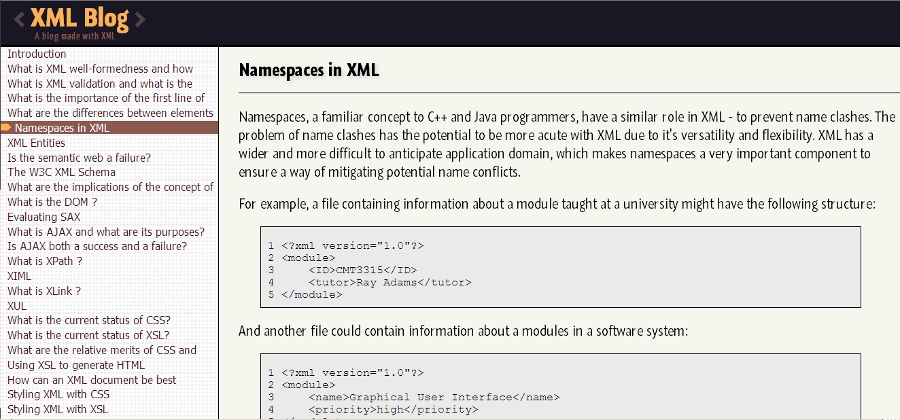 XML Blog
A blog made with XML
Introduction
What is XML well-formedness and how
What is XML validation and what is the
What is the importance of the first line of
What are the differences between elements
Namespaces in XML
XML Entities
Is the semantic web a failure?
The W3C XML Schema
What are the implications of the concept of
What is the DOM ?
Evaluating SAX
What is AJAX and what are its purposes?
Is AJAX both a success and a failure?
What is XPath ?
XIML
What is XLink ?
XUL
What is the current status of CSS?
What is the current status of XSL?
What are the relative merits of CSS and
Using XSL to generate HTML
How can an XML document be best
Styling XML with CSS
Styling XML with XSL
Namespaces in XML
Namespaces, a familiar concept to C++ and Java programmers, have a similar role in XML - to prevent name clashes. The
problem of name clashes has the potential to be more acute with XML due to it's versatility and flexibility. XML has a
wider and more difficult to anticipate application domain, which makes namespaces a very important component to
ensure a way of mitigating potential name conflicts.
For example, a file containing information about a module taught at a university might have the following structure:
1 <?xml version="1.0"?>
2 <module>
3     <ID>CMT3315</ID>
4     <tutor>Ray Adams</tutor>
5 </module>
And another file could contain information about a modules in a software system:
1 <?xml version="1.0"?>
2 <module>
3     <name>Graphical User Interface</name>
4     <priority>high</priority>